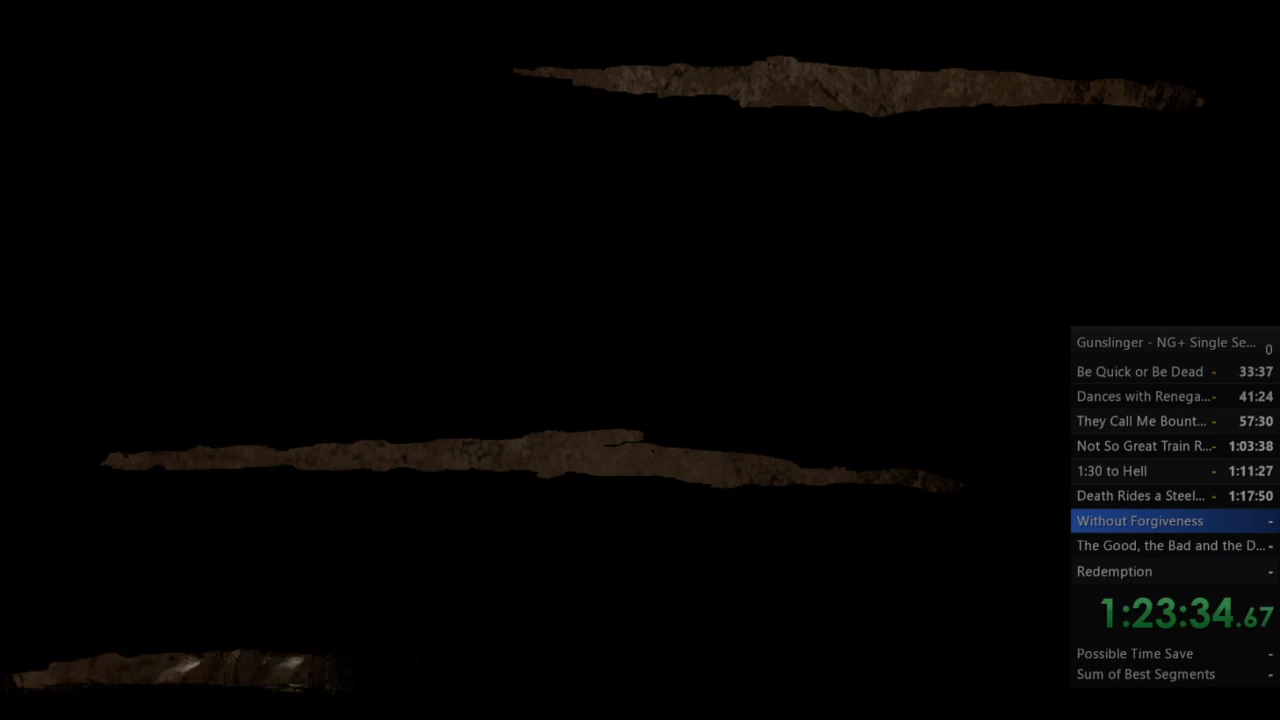 Gunslinger - NG+ Single Se... 0
Be Quick or Be Dead - 33:37
Dances with Renega... - 41:24
They Call Me Bount... - 57:30
Not So Great Train R... - 1:03:38
1:30 to Hell - 1:11:27
Death Rides a Steel... - 1:17:50
Without Forgiveness -
The Good, the Bad and the D... -
Redemption -
1:23:34.67
Possible Time Save -
Sum of Best Segments -